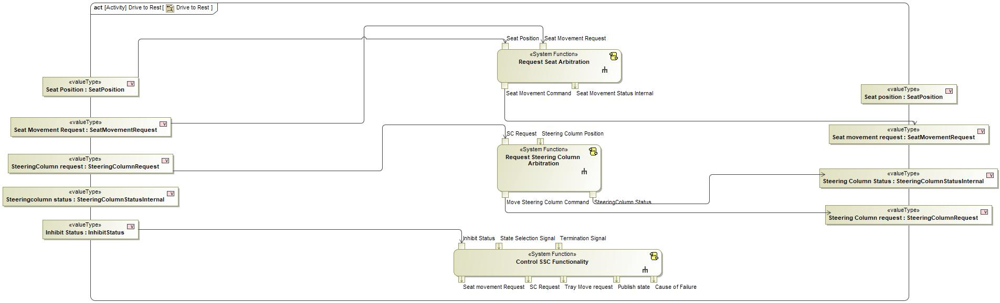 act [Activity] Drive to Rest [ Drive to Rest ]
Seat Position Seat Movement Request
«System Function»
Request Seat Arbitration
Seat Movement Command Seat Movement Status Internal
«valueType»
Seat Position : SeatPosition
v
«valueType»
Seat position : SeatPosition
v
«valueType»
Seat Movement Request : SeatMovementRequest
v
«valueType»
Seat movement request : SeatMovementRequest
v
SC Request Steering Column Position
«System Function»
Request Steering Column
Arbitration
Move Steering Column Command SteeringColumn Status
«valueType»
SteeringColumn request : SteeringColumnRequest
v
«valueType»
Steering Column Status : SteeringColumnStatusInternal
v
«valueType»
Steeringcolumn status : SteeringColumnStatusInternal
v
«valueType»
Steering Column request : SteeringColumnRequest
v
«valueType»
Inhibit Status : InhibitStatus
v
Inhibit Status State Selection Signal Termination Signal
«System Function»
Control SSC Functionality
Seat movement Request SC Request Tray Move request Publish state Cause of Failure